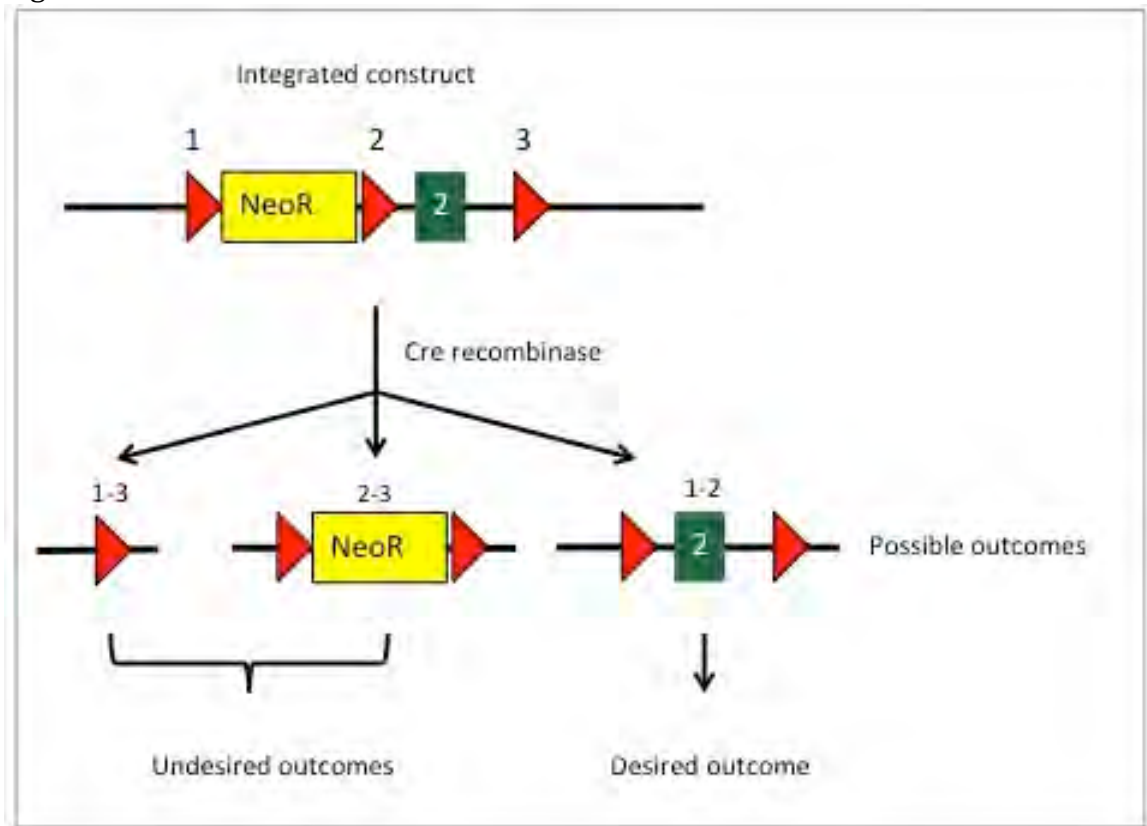 Integrated construct
1 2 3
NeoR 2
Cre recombinase
1-3 2-3 1-2
NeoR 2 Possible outcomes
Undesired outcomes Desired outcome